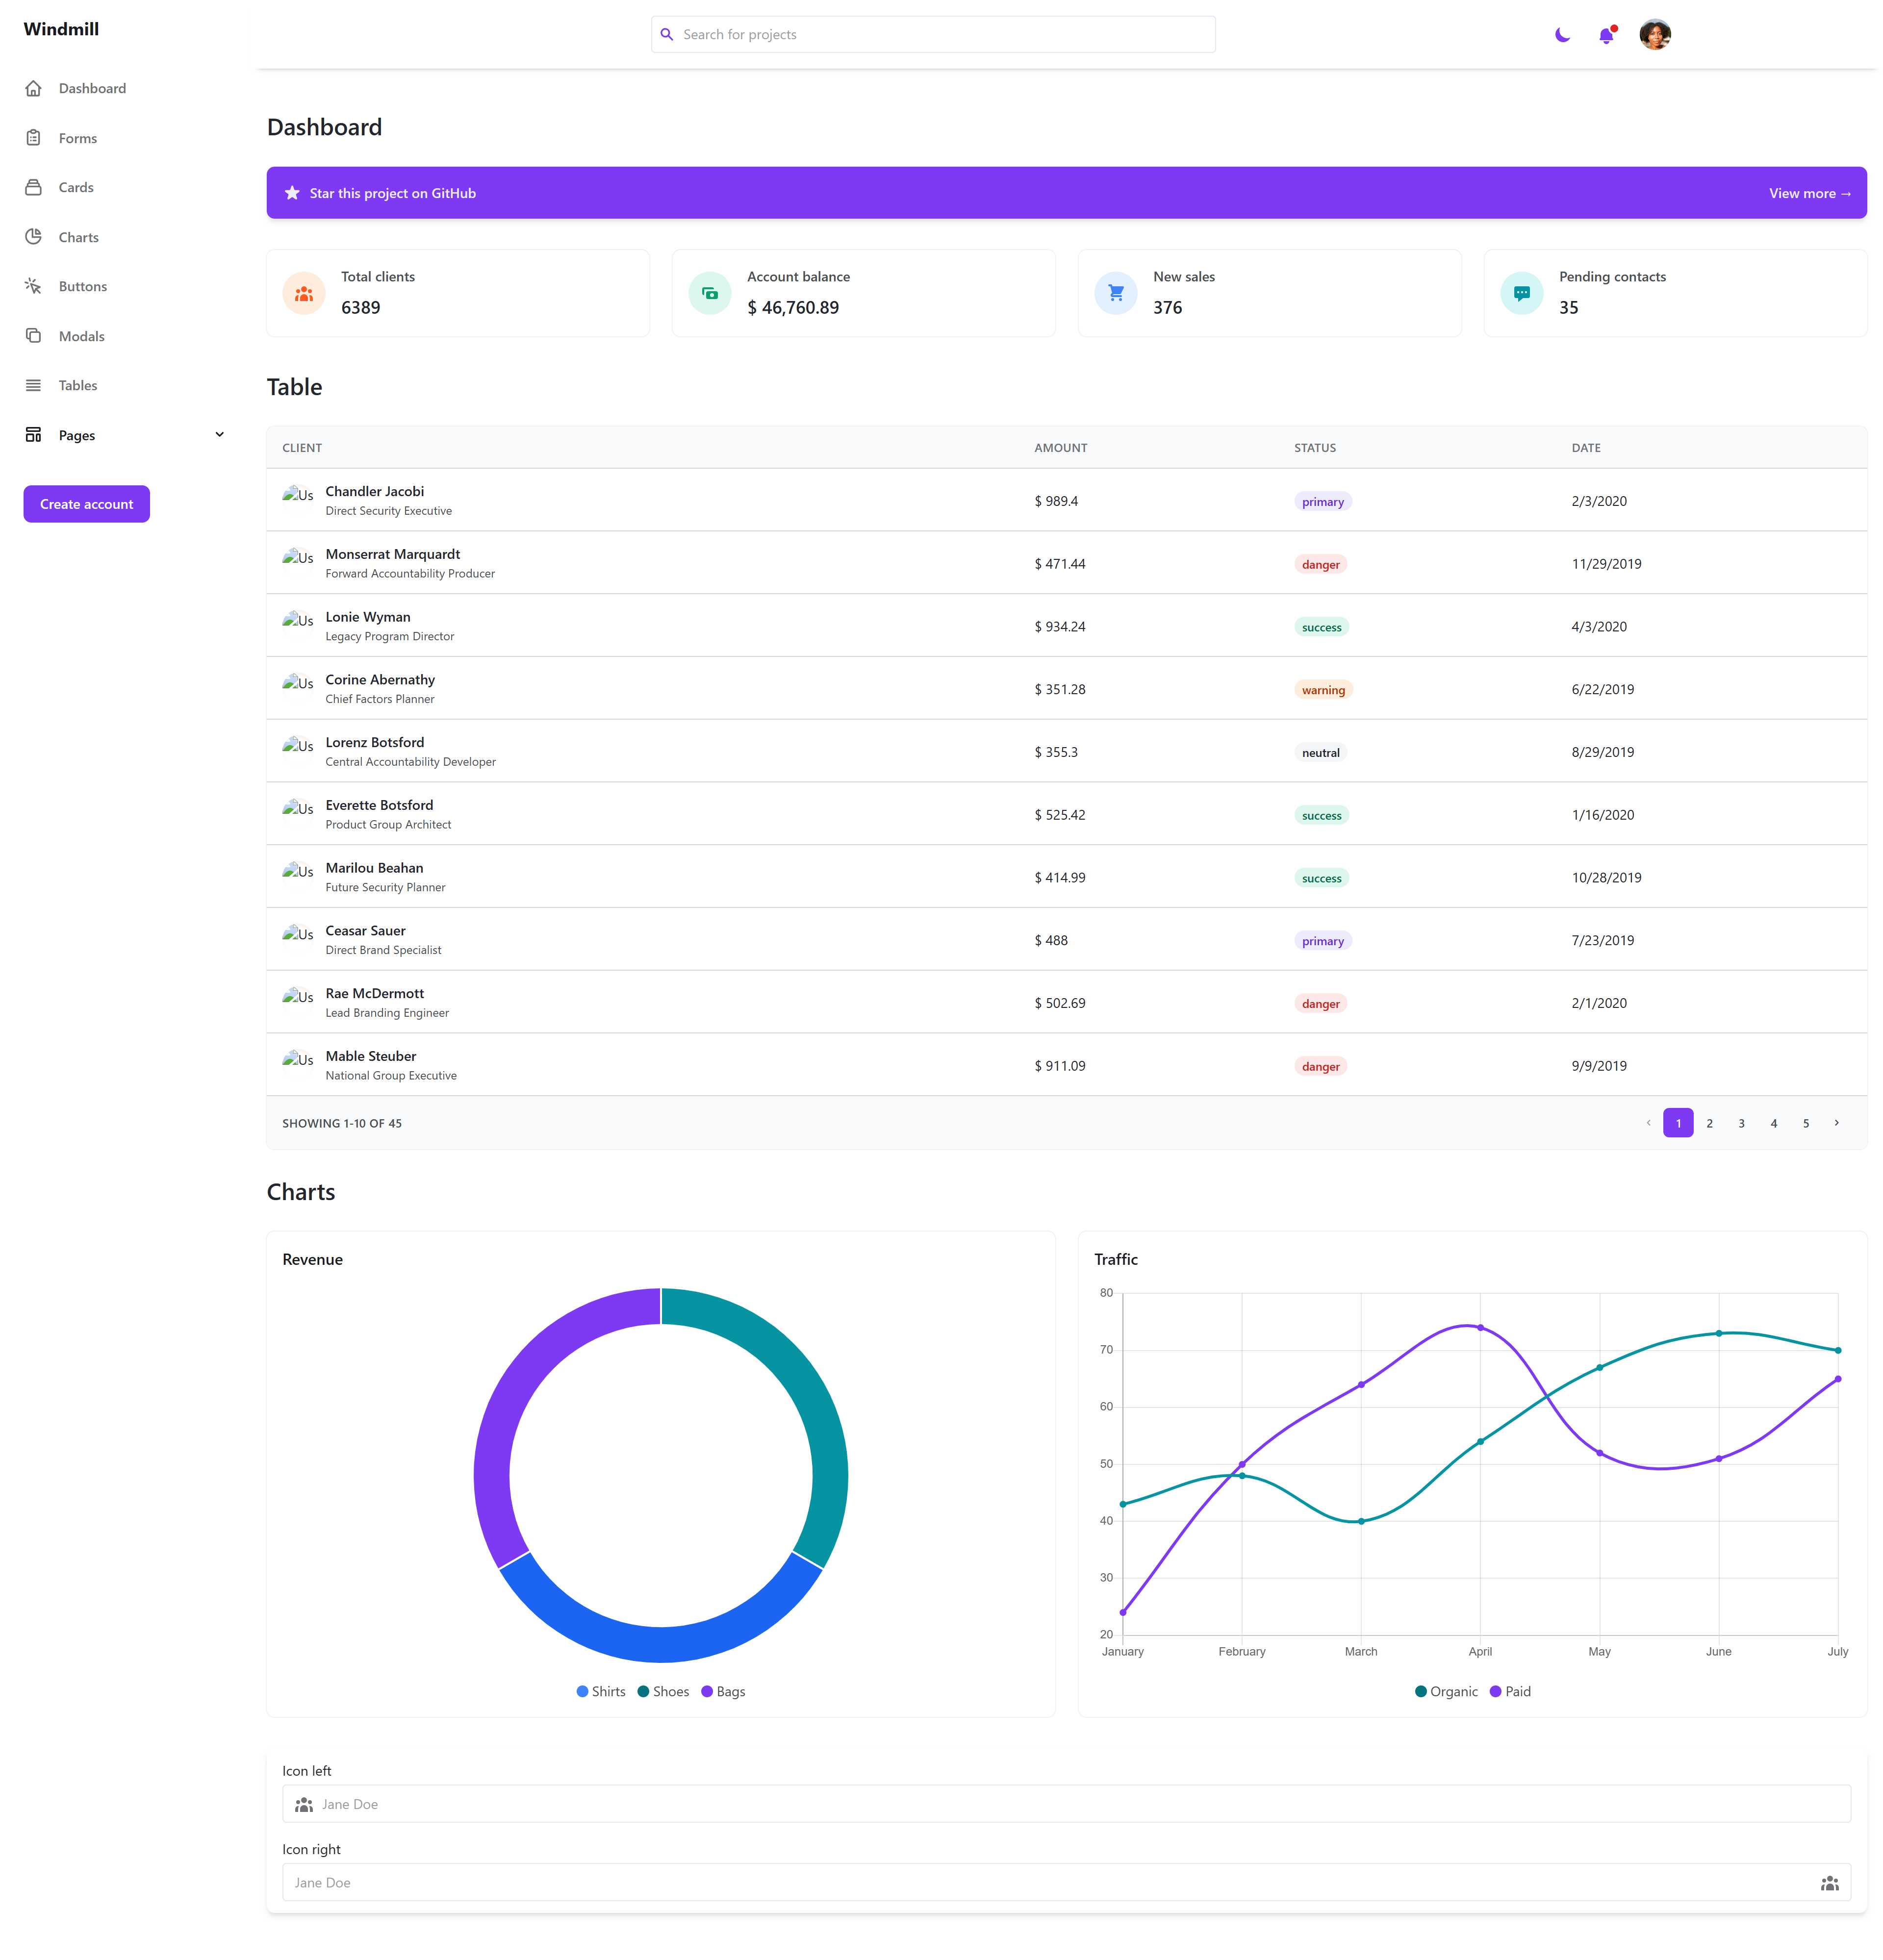 Windmill
Search for projects
Dashboard
Forms
Cards
Charts
Buttons
Modals
Tables
Pages
Create account
Dashboard
Star this project on GitHub
View more →
Total clients
6389
Account balance
$ 46,760.89
New sales
376
Pending contacts
35
Table
CLIENT AMOUNT STATUS DATE
Us Chandler Jacobi
Direct Security Executive
$ 989.4 primary 2/3/2020
Us Monserrat Marquardt
Forward Accountability Producer
$ 471.44 danger 11/29/2019
Us Lonie Wyman
Legacy Program Director
$ 934.24 success 4/3/2020
Us Corine Abernathy
Chief Factors Planner
$ 351.28 warning 6/22/2019
Us Lorenz Botsford
Central Accountability Developer
$ 355.3 neutral 8/29/2019
Us Everette Botsford
Product Group Architect
$ 525.42 success 1/16/2020
Us Marilou Beahan
Future Security Planner
$ 414.99 success 10/28/2019
Us Ceasar Sauer
Direct Brand Specialist
$ 488 primary 7/23/2019
Us Rae McDermott
Lead Branding Engineer
$ 502.69 danger 2/1/2020
Us Mable Steuber
National Group Executive
$ 911.09 danger 9/9/2019
SHOWING 1-10 OF 45
1 2 3 4 5
Charts
Revenue
Shirts Shoes Bags
Traffic
80
70
60
50
40
30
20
January February March April May June July
Organic Paid
Icon left
Jane Doe
Icon right
Jane Doe